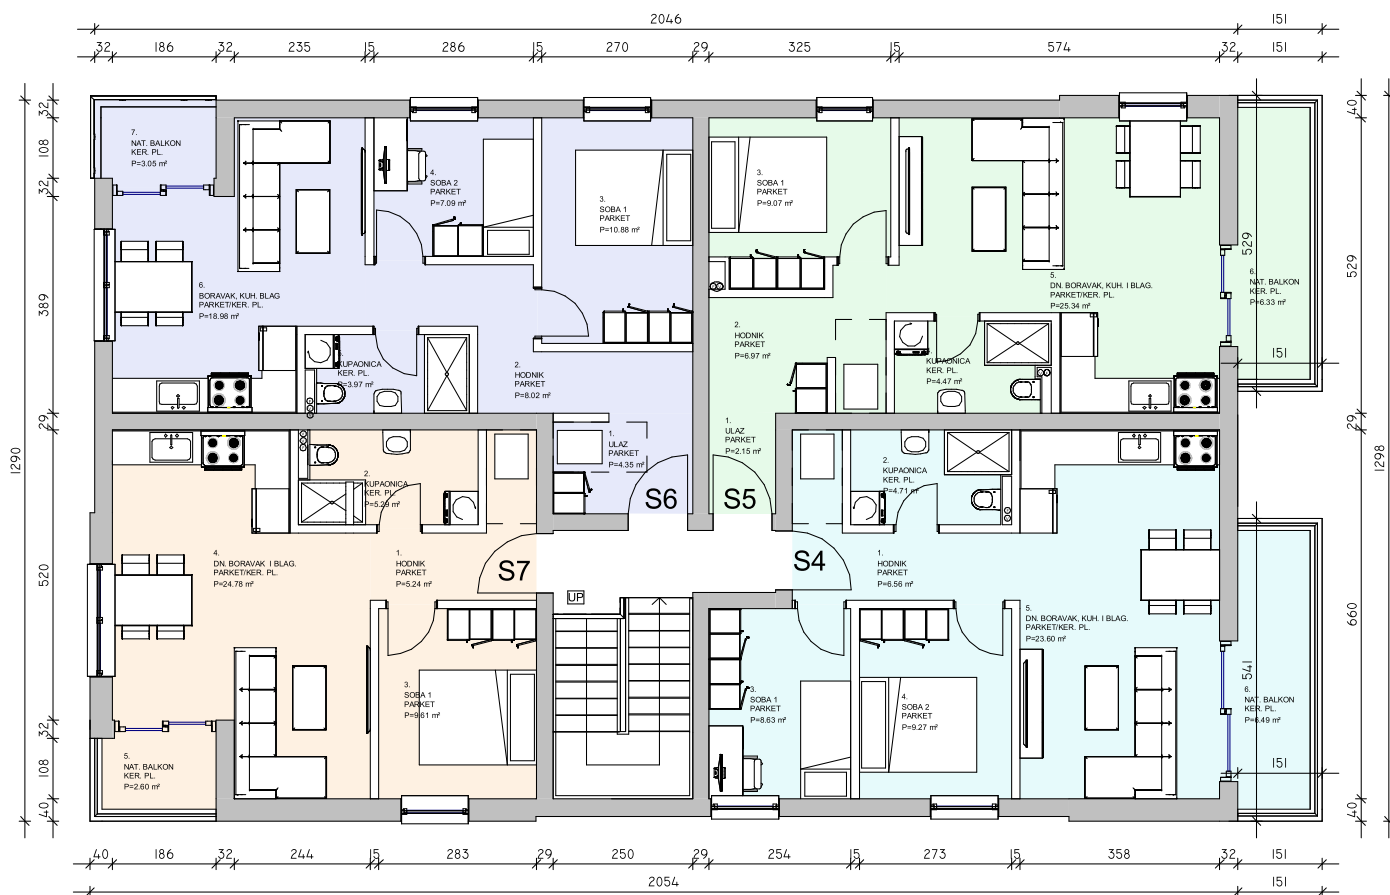 2046
151
32
186
32
235
15
286
15
270
29
325
15
574
32
151
7.
NAT. BALKON
KER. PL.
P=3.05 m²
4.
SOBA 2
PARKET
P=7.09 m²
3.
SOBA 1
PARKET
P=10.88 m²
6.
BORAVAK, KUH. BLAG
PARKET/KER. PL.
P=18.98 m²
KUPAONICA
KER. PL.
P=3.97 m²
2.
HODNIK
PARKET
P=8.02 m²
1.
ULAZ
PARKET
P=4.35 m²
S6
3.
SOBA 1
PARKET
P=9.07 m²
2.
HODNIK
PARKET
P=6.97 m²
5.
DN. BORAVAK, KUH. I BLAG.
PARKET/KER. PL.
P=25.34 m²
KUPAONICA
KER. PL.
P=4.47 m²
1.
ULAZ
PARKET
P=2.15 m²
S5
6.
NAT. BALKON
KER. PL.
P=6.33 m²
529
151
2.
KUPAONICA
KER. PL.
P=5.29 m²
4.
DN. BORAVAK I BLAG.
PARKET/KER. PL.
P=24.78 m²
1.
HODNIK
PARKET
P=5.24 m²
S7
3.
SOBA 1
PARKET
P=9.61 m²
5.
NAT. BALKON
KER. PL.
P=2.60 m²
UP
2.
KUPAONICA
KER. PL.
P=4.71 m²
S4
1.
HODNIK
PARKET
P=6.56 m²
5.
DN. BORAVAK, KUH. I BLAG.
PARKET/KER. PL.
P=23.60 m²
3.
SOBA 1
PARKET
P=8.63 m²
4.
SOBA 2
PARKET
P=9.27 m²
6.
NAT. BALKON
KER. PL.
P=6.49 m²
541
151
32
108
32
389
29
520
32
108
40
1290
40
529
29
660
40
1298
40
186
32
244
15
283
29
250
29
254
15
273
15
358
32
151
2054
151